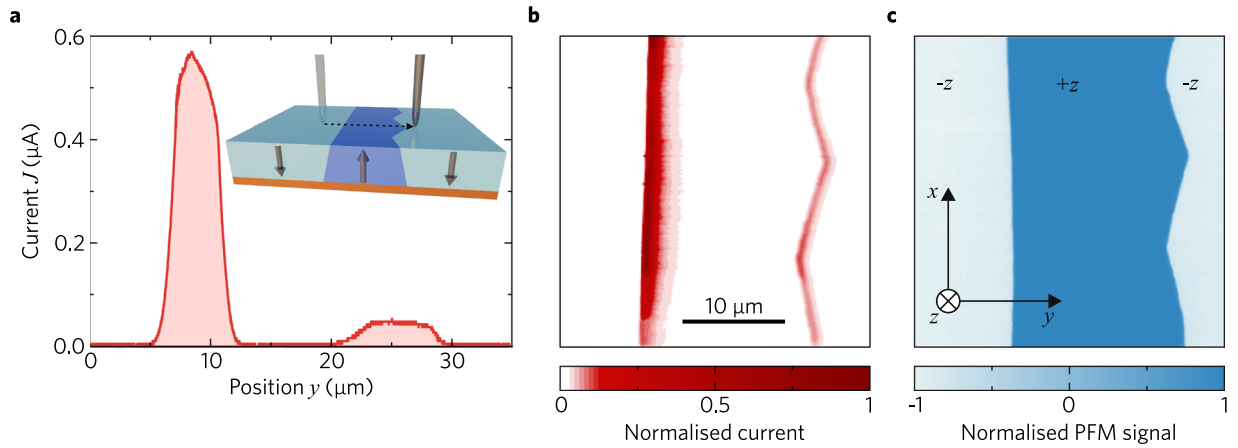 a
0.6
0.4
0.2
0.0
0
10
20
30
Current J (μA)
Position y (μm)
b
10 μm
0
0.5
1
Normalised current
c
-z
+z
-z
x
z
y
-1
0
1
Normalised PFM signal